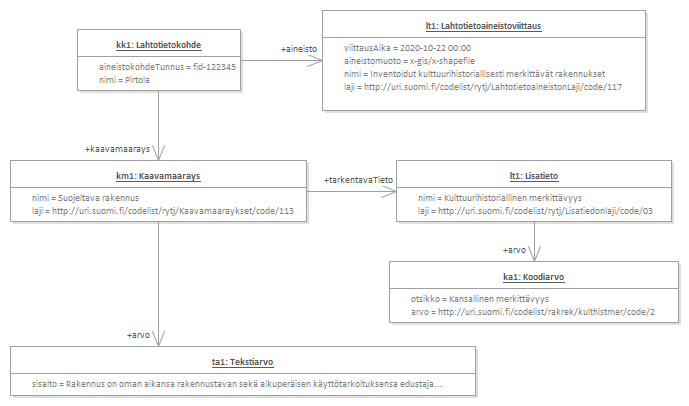 kk1: Lahtotietokohde
aineistokohdeTunnus = fid-122345
nimi = Pirtola
+aineisto
lt1: Lahtotietoaineistoviittaus
viittausAika = 2020-10-22 00:00
aineistomuoto = x-gis/x-shapefile
nimi = Inventoidut kulttuurihistoriallisesti merkittävät rakennukset
laji = http://uri.suomi.fi/codelist/rytj/LahtotietoaineistonLaji/code/117
+kaavamaarays
km1: Kaavamaarays
nimi = Suojeltava rakennus
laji = http://uri.suomi.fi/codelist/rytj/Kaavamaaraykset/code/113
+tarkentavaTieto
lt1: Lisatieto
nimi = Kulttuurihistoriallinen merkittävyys
laji = http://uri.suomi.fi/codelist/rytj/Lisatiedonlaji/code/03
+arvo
ka1: Koodiarvo
otsikko = Kansallinen merkittävyys
arvo = http://uri.suomi.fi/codelist/rakrek/kulthistmer/code/2
+arvo
ta1: Tekstiarvo
sisalto = Rakennus on oman aikansa rakennustavan sekä alkuperäisen käyttötarkoituksensa edustaja...